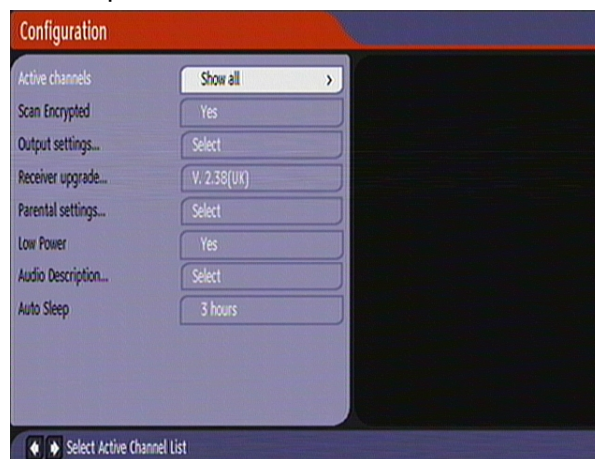 Configuration
Active channels Show all >
Scan Encrypted Yes
Output settings... Select
Receiver upgrade... V. 2.38(UK)
Parental settings... Select
Low Power Yes
Audio Description... Select
Auto Sleep 3 hours
Select Active Channel List